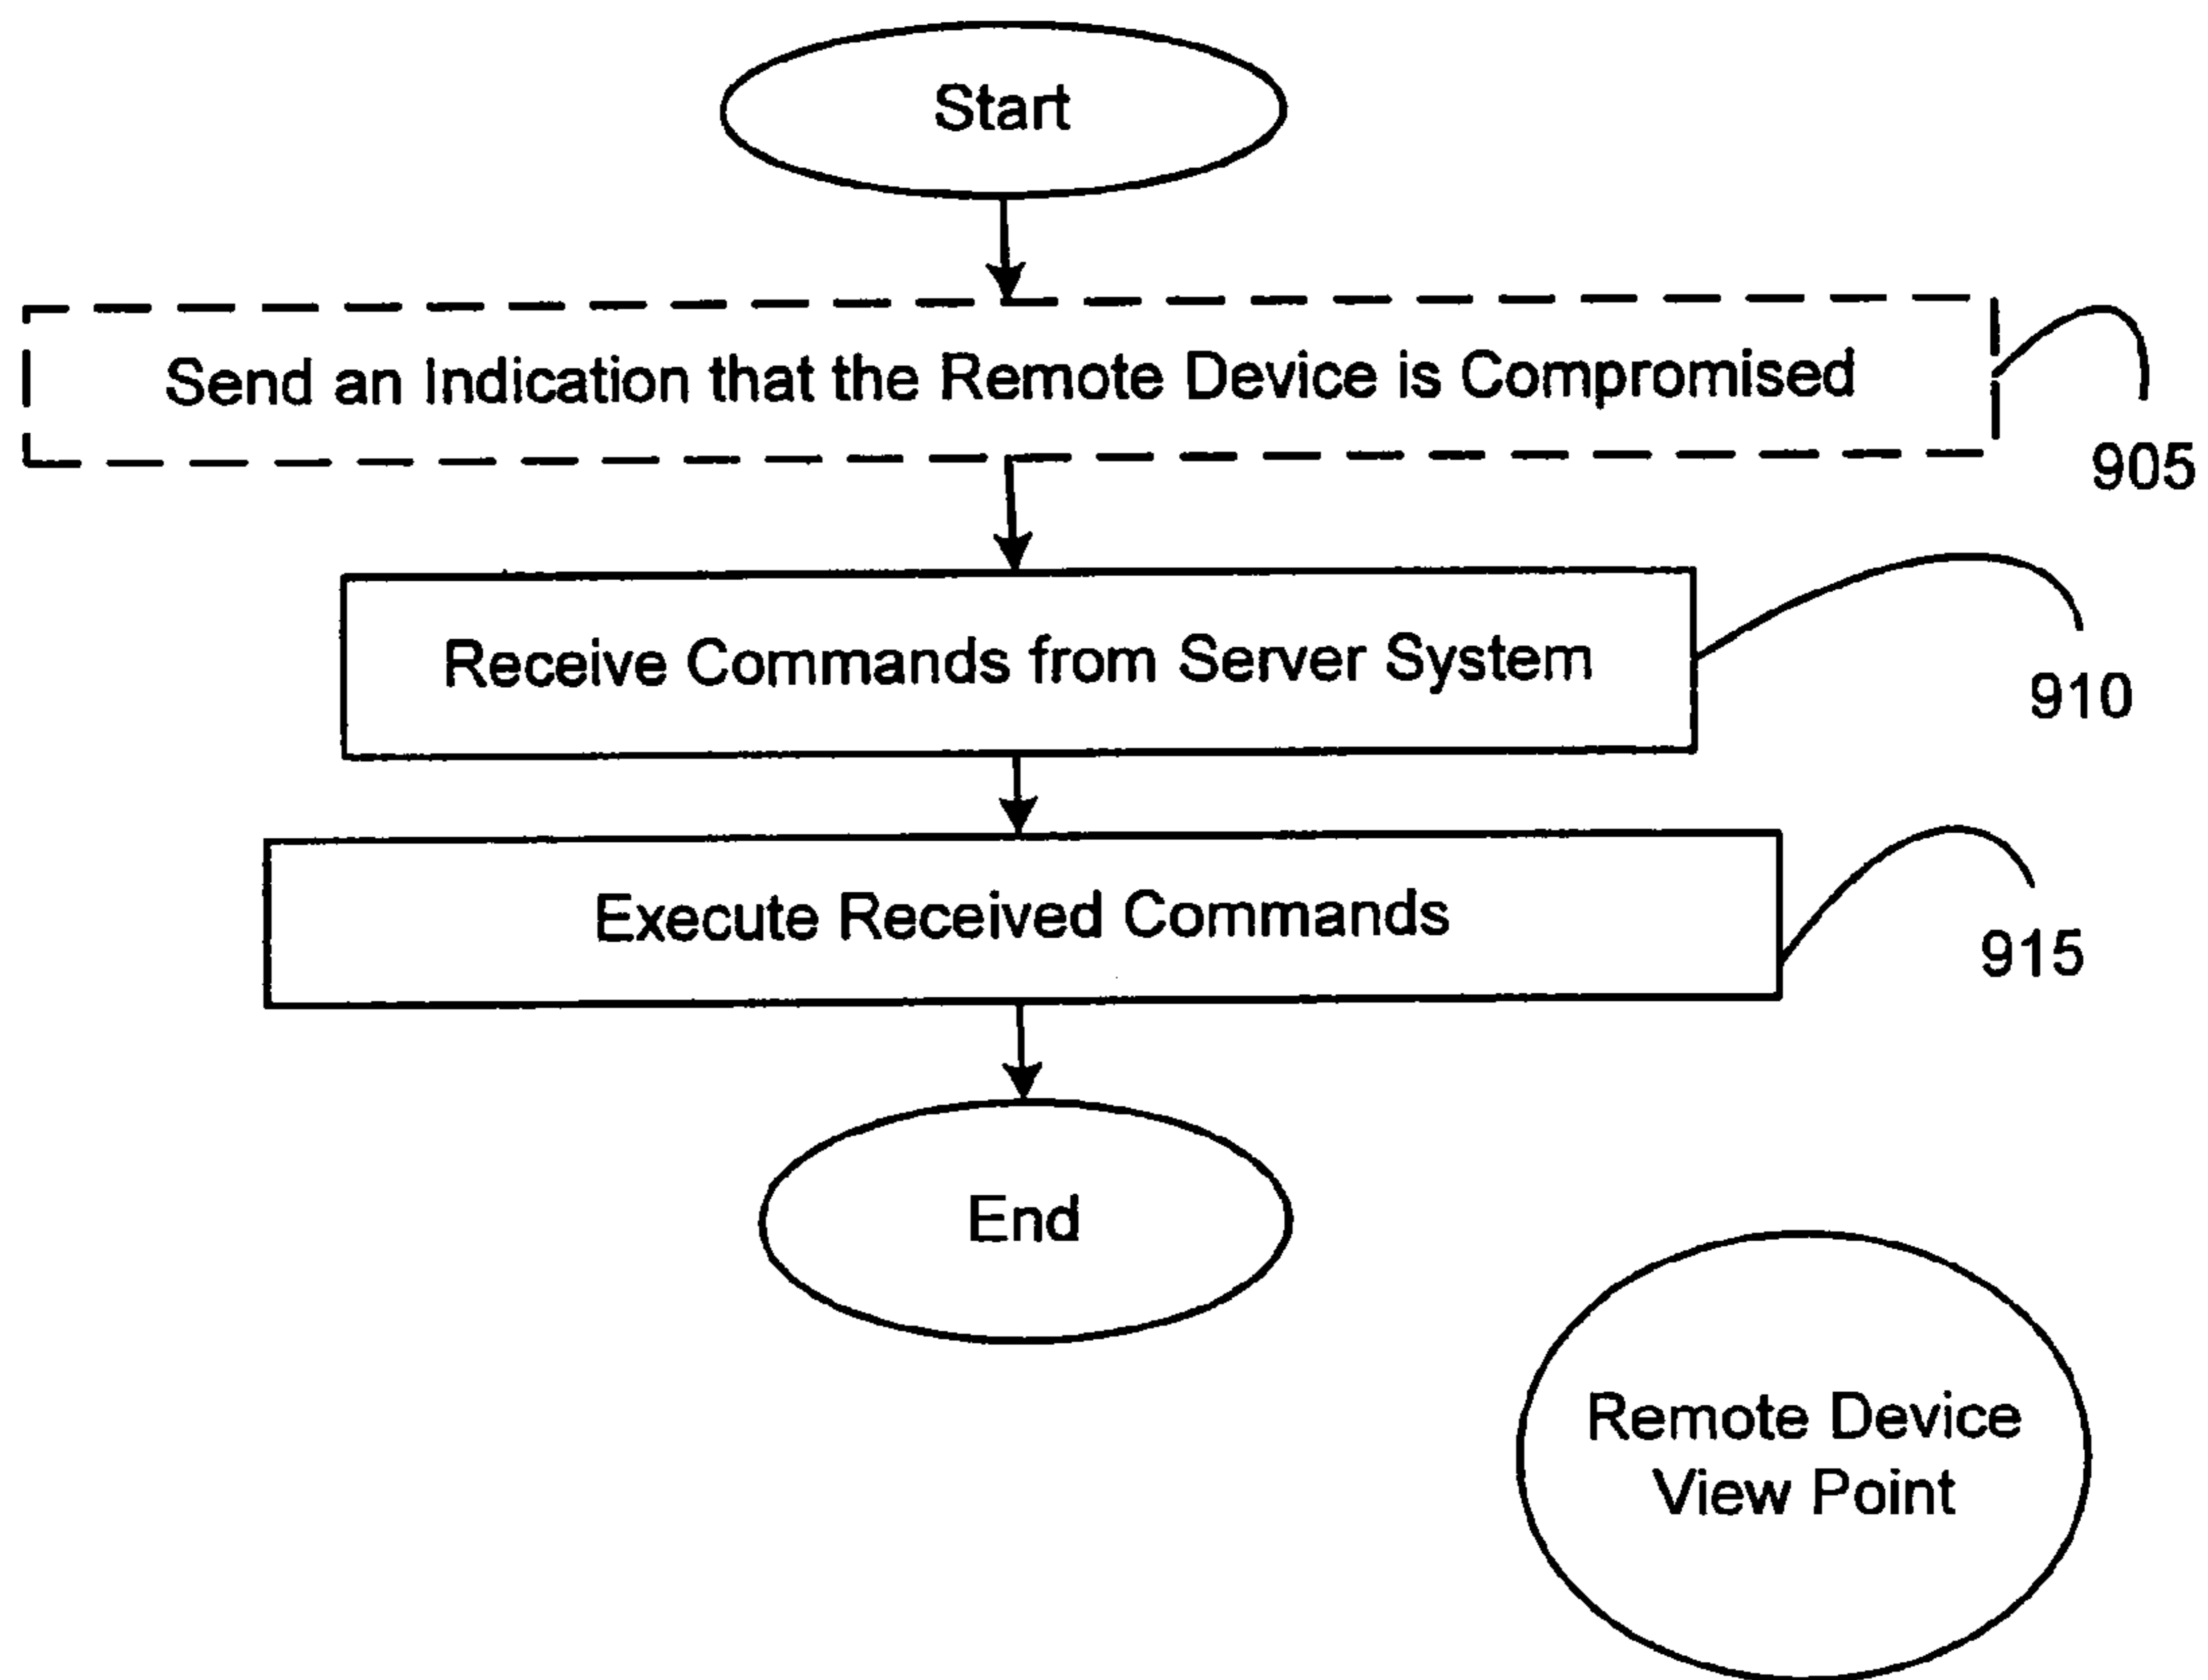 Start
Send an Indication that the Remote Device is Compromised
905
Receive Commands from Server System
910
Execute Received Commands
915
End
Remote Device
View Point